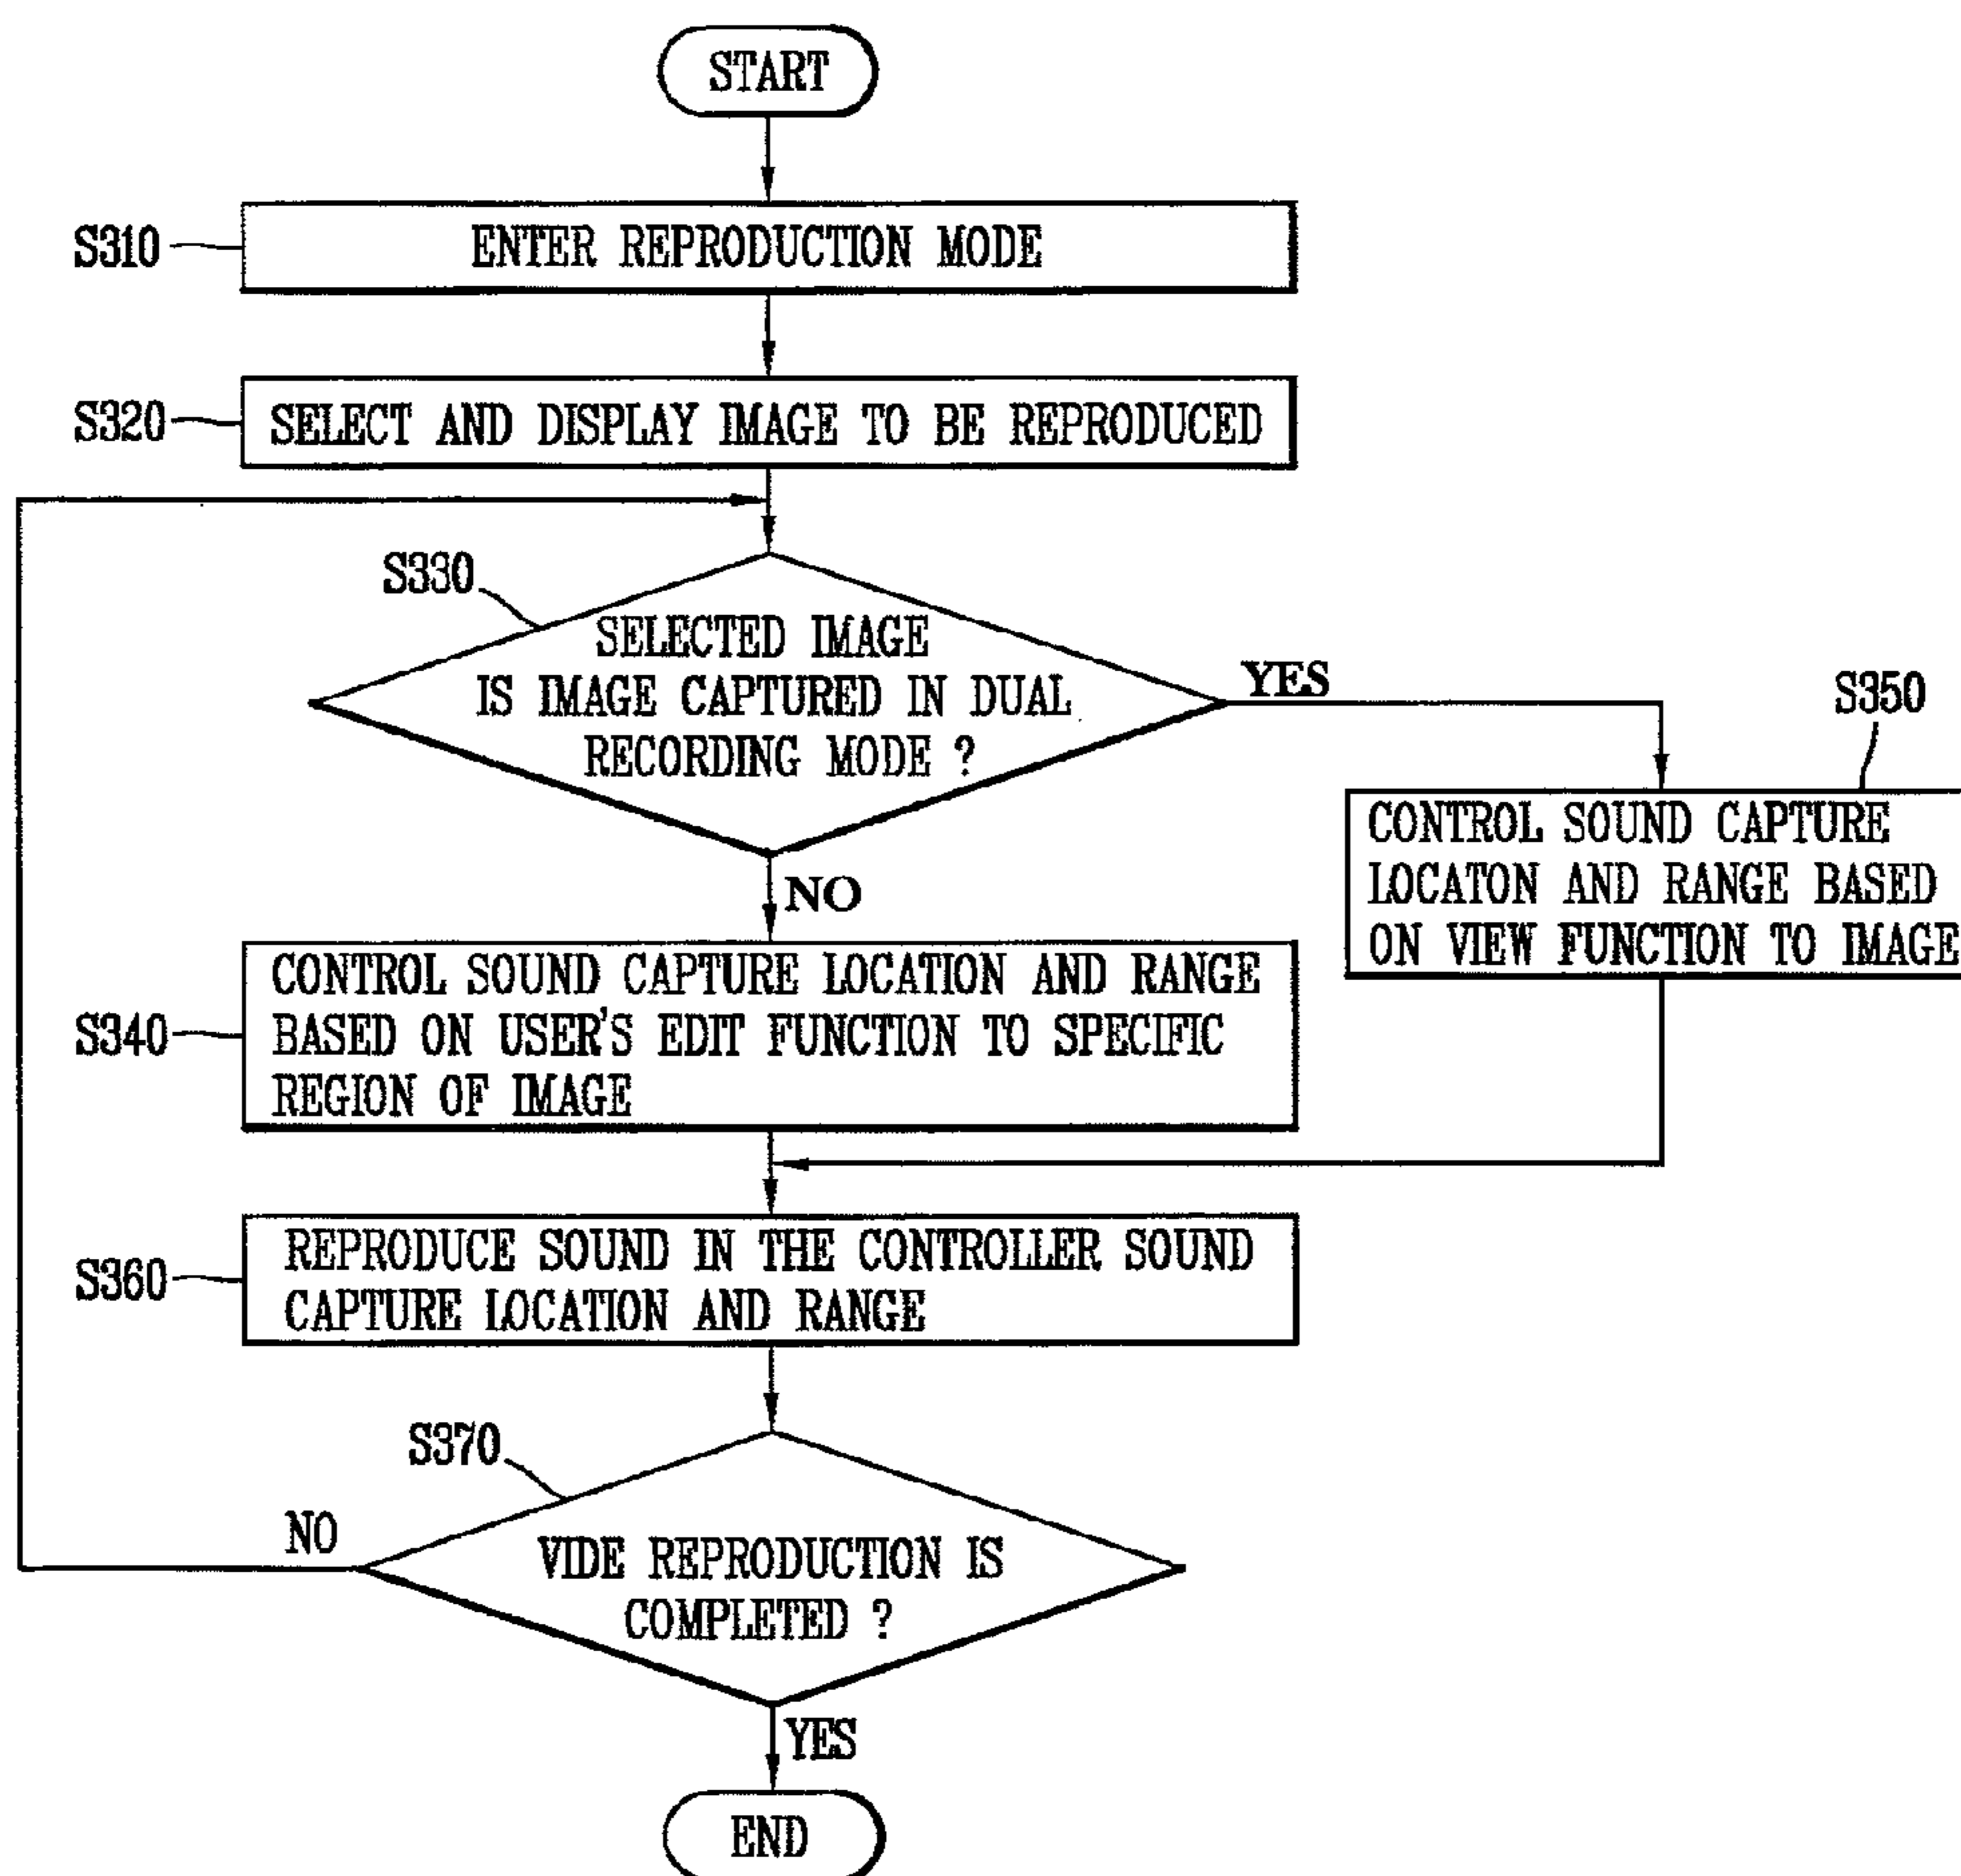 START
S310
ENTER REPRODUCTION MODE
S320
SELECT AND DISPLAY IMAGE TO BE REPRODUCED
S330
SELECTED IMAGE
IS IMAGE CAPTURED IN DUAL
RECORDING MODE ?
YES
S350
CONTROL SOUND CAPTURE
LOCATON AND RANGE BASED
ON VIEW FUNCTION TO IMAGE
NO
S340
CONTROL SOUND CAPTURE LOCATION AND RANGE
BASED ON USER'S EDIT FUNCTION TO SPECIFIC
REGION OF IMAGE
S360
REPRODUCE SOUND IN THE CONTROLLER SOUND
CAPTURE LOCATION AND RANGE
S370
NO
VIDE REPRODUCTION IS
COMPLETED ?
YES
END